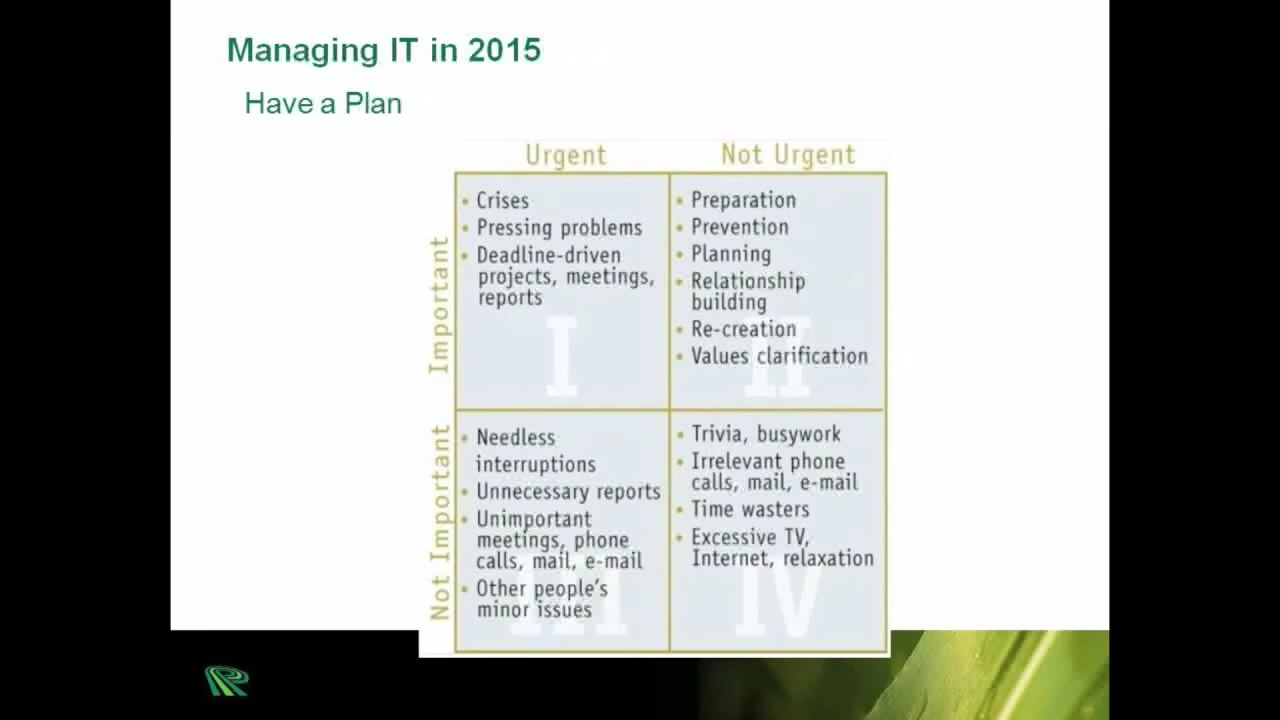 Managing IT in 2015
Have a Plan
Urgent
Not Urgent
Important
• Crises
• Pressing problems
• Deadline-driven
projects, meetings,
reports
I
• Preparation
• Prevention
• Planning
• Relationship
building
• Re-creation
• Values clarification
II
Not Important
• Needless
interruptions
• Unnecessary reports
• Unimportant
meetings, phone
calls, mail, e-mail
• Other people's
minor issues
III
• Trivia, busywork
• Irrelevant phone
calls, mail, e-mail
• Time wasters
• Excessive TV,
Internet, relaxation
IV